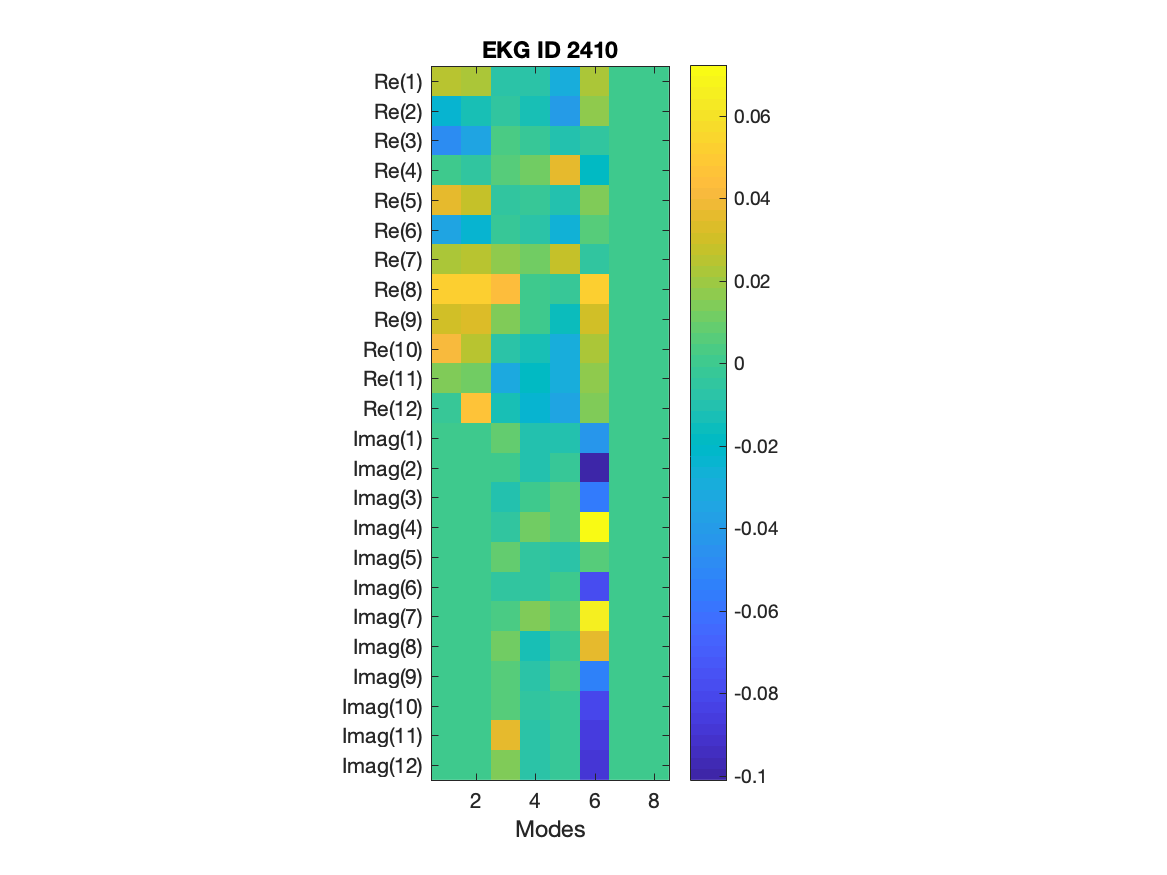 EKG ID 2410
Re(1)
Re(2)
Re(3)
Re(4)
Re(5)
Re(6)
Re(7)
Re(8)
Re(9)
Re(10)
Re(11)
Re(12)
Imag(1)
Imag(2)
Imag(3)
Imag(4)
Imag(5)
Imag(6)
Imag(7)
Imag(8)
Imag(9)
Imag(10)
Imag(11)
Imag(12)
2 4 6 8
Modes
0.06
0.04
0.02
0
-0.02
-0.04
-0.06
-0.08
-0.1